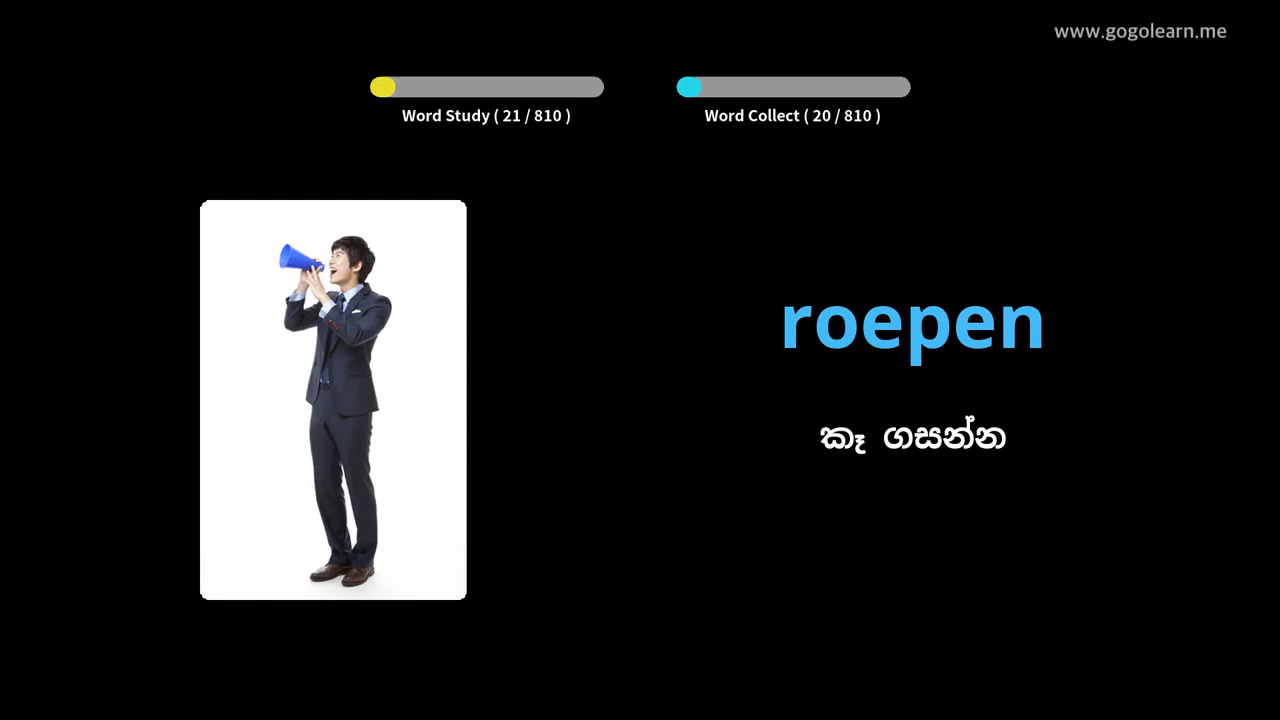 www.gogolearn.me
Word Study ( 21 / 810 )
Word Collect ( 20 / 810 )
roepen
කෑ ගසන්න